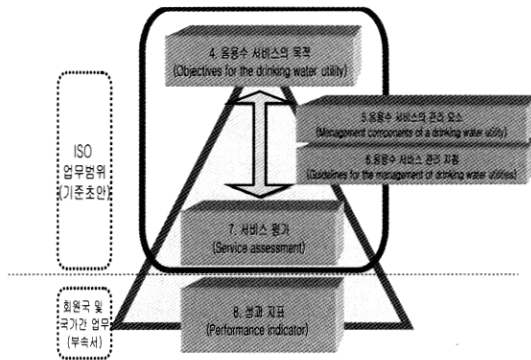 4. 음용수 서비스의 목적
(Objectives for the drinking water utility)
5.음용수 서비스의 관리 요소
(Management components of a drinking water utility)
6.음용수 서비스 관리 지침
(Guidelines for the management of drinking water utilities)
ISO
업무범위
(기준초안)
7. 서비스 평가
(Service assessment)
회원국 및
국가간 업무
(부속서)
8. 성과 지표
(Performance indicator)